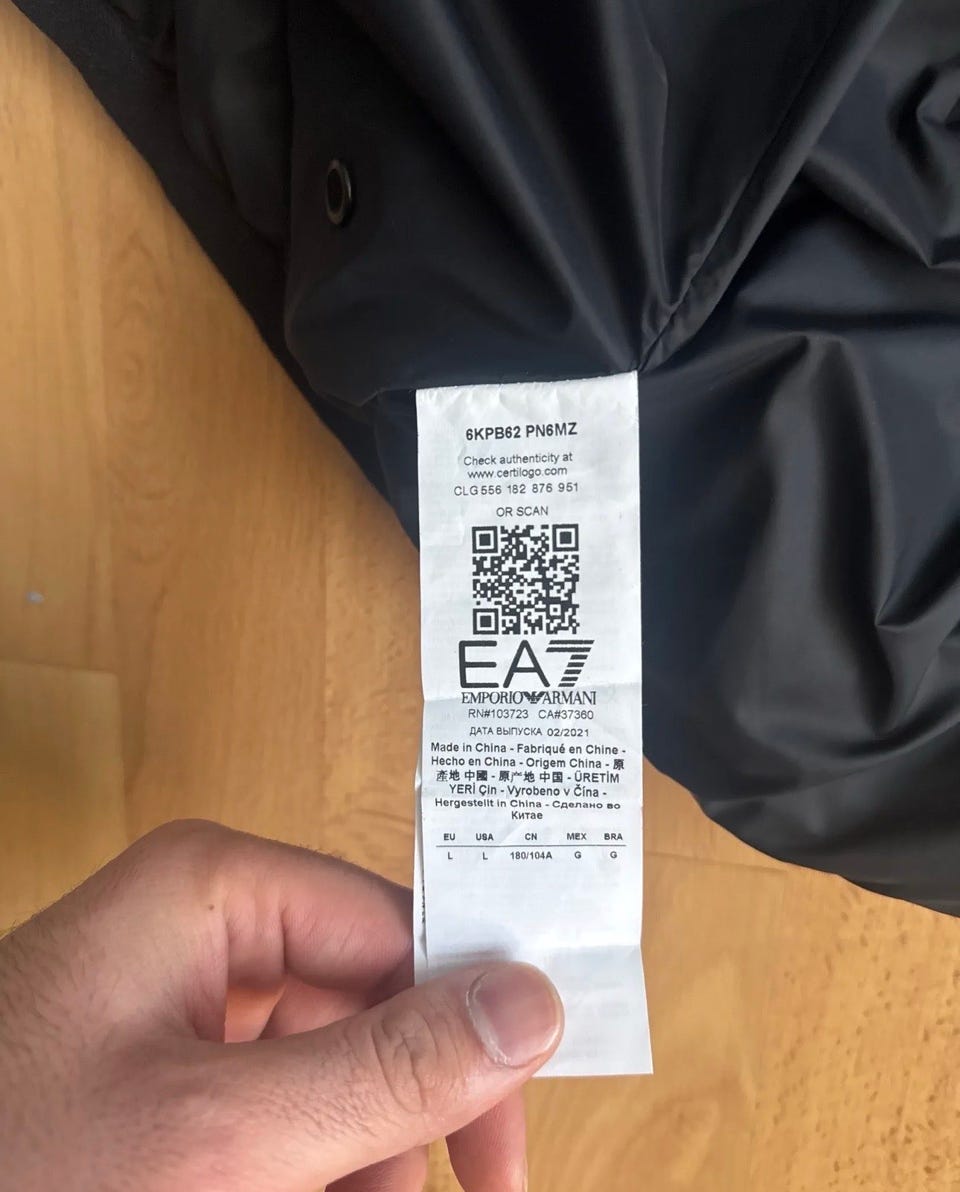 6KPB62 PN6MZ
Check authenticity at
www.certilogo.com
CLG 556 182 876 951
OR SCAN
EA7
EMPORIO ARMANI
RN#103723 CA#37360
ДАТА ВЫПУСКА 02/2021
Made in China - Fabriqué en Chine -
Hecho en China - Origem China - 原
產地 中國 - 原产地 中国 - ÜRETİM
YERİ Çin - Vyrobeno v Čína -
Hergestellt in China - Сделано во
Китае
EU USA CN MEX BRA
L L 180/104A G G